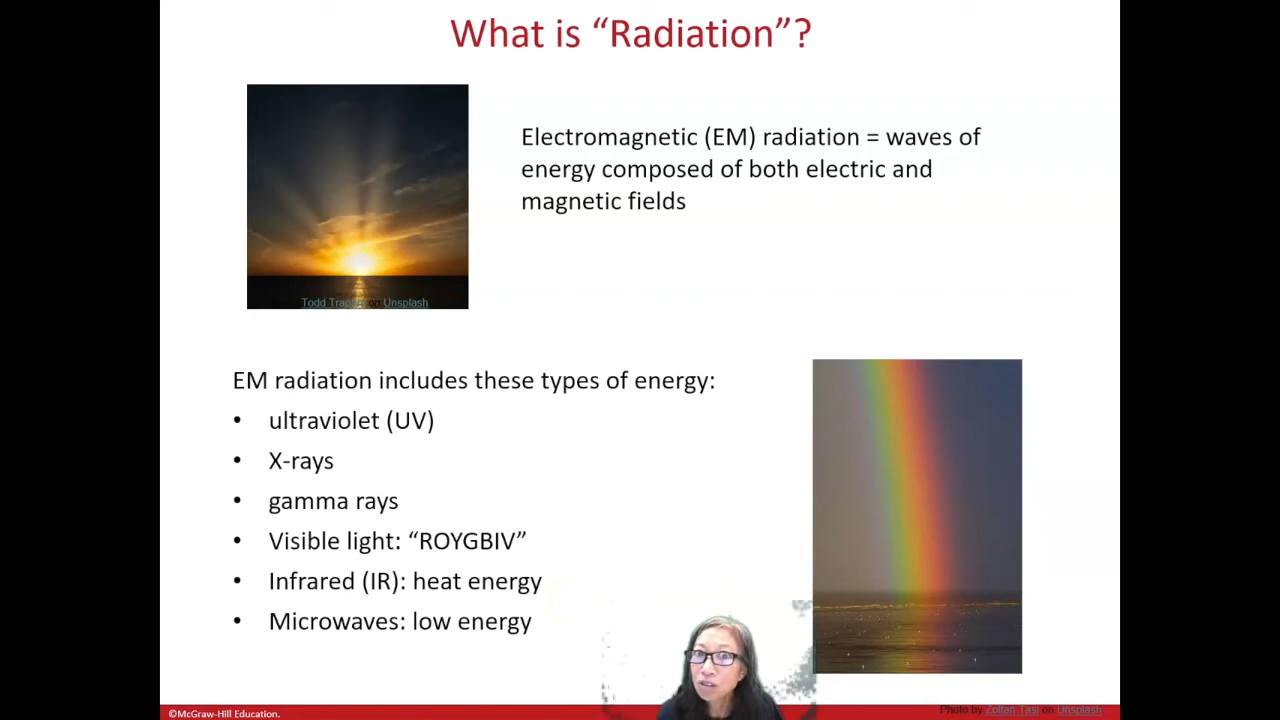 What is “Radiation”?
Electromagnetic (EM) radiation = waves of
energy composed of both electric and
magnetic fields
Todd on Unsplash
EM radiation includes these types of energy:
• ultraviolet (UV)
• X-rays
• gamma rays
• Visible light: “ROYGBIV”
• Infrared (IR): heat energy
• Microwaves: low energy
©McGraw-Hill Education.
Photo by Zoltan Tasi on Unsplash